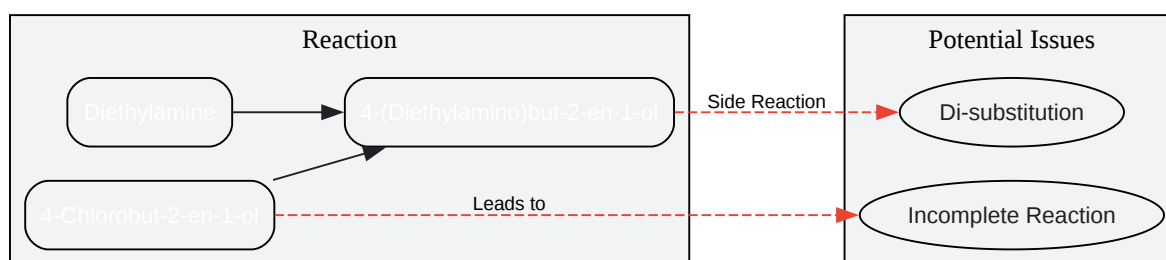 Reaction
Potential Issues
Diethylamine
4-(Diethylamino)but-2-en-1-ol
Side Reaction
Di-substitution
4-Chlorobut-2-en-1-ol
Leads to
Incomplete Reaction